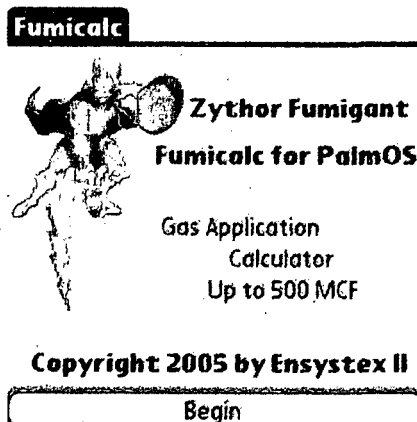 Fumicalc
Zythor Fumigant
Fumicalc for PalmOS
Gas Application
Calculator
Up to 500 MCF
Copyright 2005 by Ensystex II
Begin